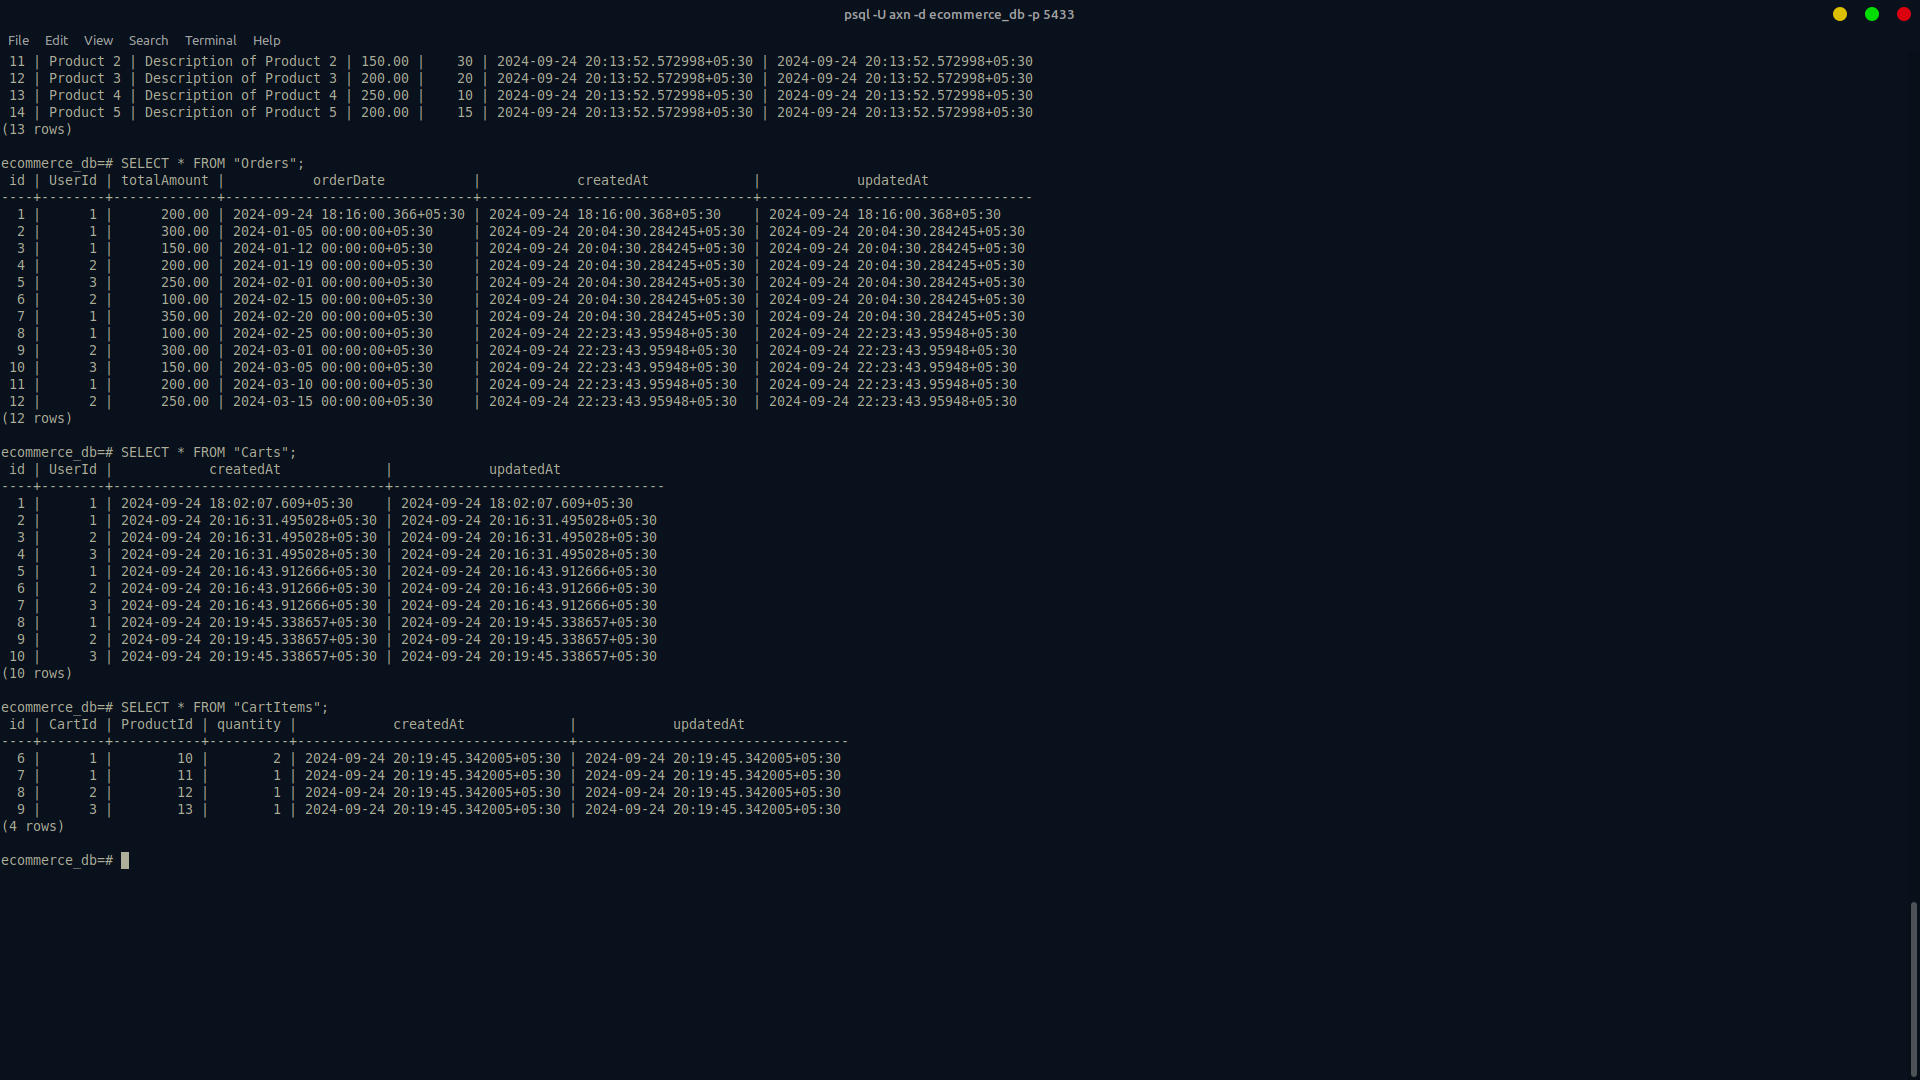 psql -U axn -d ecommerce_db -p 5433
File Edit View Search Terminal Help
 11 | Product 2 | Description of Product 2 | 150.00 |    30 | 2024-09-24 20:13:52.572998+05:30 | 2024-09-24 20:13:52.572998+05:30
 12 | Product 3 | Description of Product 3 | 200.00 |    20 | 2024-09-24 20:13:52.572998+05:30 | 2024-09-24 20:13:52.572998+05:30
 13 | Product 4 | Description of Product 4 | 250.00 |    10 | 2024-09-24 20:13:52.572998+05:30 | 2024-09-24 20:13:52.572998+05:30
 14 | Product 5 | Description of Product 5 | 200.00 |    15 | 2024-09-24 20:13:52.572998+05:30 | 2024-09-24 20:13:52.572998+05:30
(13 rows)

ecommerce_db=# SELECT * FROM "Orders";
 id | UserId | totalAmount |           orderDate           |            createdAt             |            updatedAt
----+--------+-------------+-------------------------------+----------------------------------+----------------------------------
  1 |      1 |      200.00 | 2024-09-24 18:16:00.366+05:30 | 2024-09-24 18:16:00.368+05:30    | 2024-09-24 18:16:00.368+05:30
  2 |      1 |      300.00 | 2024-01-05 00:00:00+05:30     | 2024-09-24 20:04:30.284245+05:30 | 2024-09-24 20:04:30.284245+05:30
  3 |      1 |      150.00 | 2024-01-12 00:00:00+05:30     | 2024-09-24 20:04:30.284245+05:30 | 2024-09-24 20:04:30.284245+05:30
  4 |      2 |      200.00 | 2024-01-19 00:00:00+05:30     | 2024-09-24 20:04:30.284245+05:30 | 2024-09-24 20:04:30.284245+05:30
  5 |      3 |      250.00 | 2024-02-01 00:00:00+05:30     | 2024-09-24 20:04:30.284245+05:30 | 2024-09-24 20:04:30.284245+05:30
  6 |      2 |      100.00 | 2024-02-15 00:00:00+05:30     | 2024-09-24 20:04:30.284245+05:30 | 2024-09-24 20:04:30.284245+05:30
  7 |      1 |      350.00 | 2024-02-20 00:00:00+05:30     | 2024-09-24 20:04:30.284245+05:30 | 2024-09-24 20:04:30.284245+05:30
  8 |      1 |      100.00 | 2024-02-25 00:00:00+05:30     | 2024-09-24 22:23:43.95948+05:30  | 2024-09-24 22:23:43.95948+05:30
  9 |      2 |      300.00 | 2024-03-01 00:00:00+05:30     | 2024-09-24 22:23:43.95948+05:30  | 2024-09-24 22:23:43.95948+05:30
 10 |      3 |      150.00 | 2024-03-05 00:00:00+05:30     | 2024-09-24 22:23:43.95948+05:30  | 2024-09-24 22:23:43.95948+05:30
 11 |      1 |      200.00 | 2024-03-10 00:00:00+05:30     | 2024-09-24 22:23:43.95948+05:30  | 2024-09-24 22:23:43.95948+05:30
 12 |      2 |      250.00 | 2024-03-15 00:00:00+05:30     | 2024-09-24 22:23:43.95948+05:30  | 2024-09-24 22:23:43.95948+05:30
(12 rows)

ecommerce_db=# SELECT * FROM "Carts";
 id | UserId |            createdAt             |            updatedAt
----+--------+----------------------------------+----------------------------------
  1 |      1 | 2024-09-24 18:02:07.609+05:30    | 2024-09-24 18:02:07.609+05:30
  2 |      1 | 2024-09-24 20:16:31.495028+05:30 | 2024-09-24 20:16:31.495028+05:30
  3 |      2 | 2024-09-24 20:16:31.495028+05:30 | 2024-09-24 20:16:31.495028+05:30
  4 |      3 | 2024-09-24 20:16:31.495028+05:30 | 2024-09-24 20:16:31.495028+05:30
  5 |      1 | 2024-09-24 20:16:43.912666+05:30 | 2024-09-24 20:16:43.912666+05:30
  6 |      2 | 2024-09-24 20:16:43.912666+05:30 | 2024-09-24 20:16:43.912666+05:30
  7 |      3 | 2024-09-24 20:16:43.912666+05:30 | 2024-09-24 20:16:43.912666+05:30
  8 |      1 | 2024-09-24 20:19:45.338657+05:30 | 2024-09-24 20:19:45.338657+05:30
  9 |      2 | 2024-09-24 20:19:45.338657+05:30 | 2024-09-24 20:19:45.338657+05:30
 10 |      3 | 2024-09-24 20:19:45.338657+05:30 | 2024-09-24 20:19:45.338657+05:30
(10 rows)

ecommerce_db=# SELECT * FROM "CartItems";
 id | CartId | ProductId | quantity |            createdAt             |            updatedAt
----+--------+-----------+----------+----------------------------------+----------------------------------
  6 |      1 |        10 |        2 | 2024-09-24 20:19:45.342005+05:30 | 2024-09-24 20:19:45.342005+05:30
  7 |      1 |        11 |        1 | 2024-09-24 20:19:45.342005+05:30 | 2024-09-24 20:19:45.342005+05:30
  8 |      2 |        12 |        1 | 2024-09-24 20:19:45.342005+05:30 | 2024-09-24 20:19:45.342005+05:30
  9 |      3 |        13 |        1 | 2024-09-24 20:19:45.342005+05:30 | 2024-09-24 20:19:45.342005+05:30
(4 rows)

ecommerce_db=#